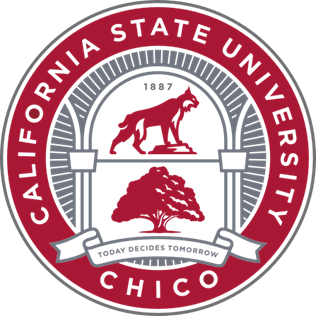 CALIFORNIA STATE UNIVERSITY
1887
TODAY DECIDES TOMORROW
CHICO